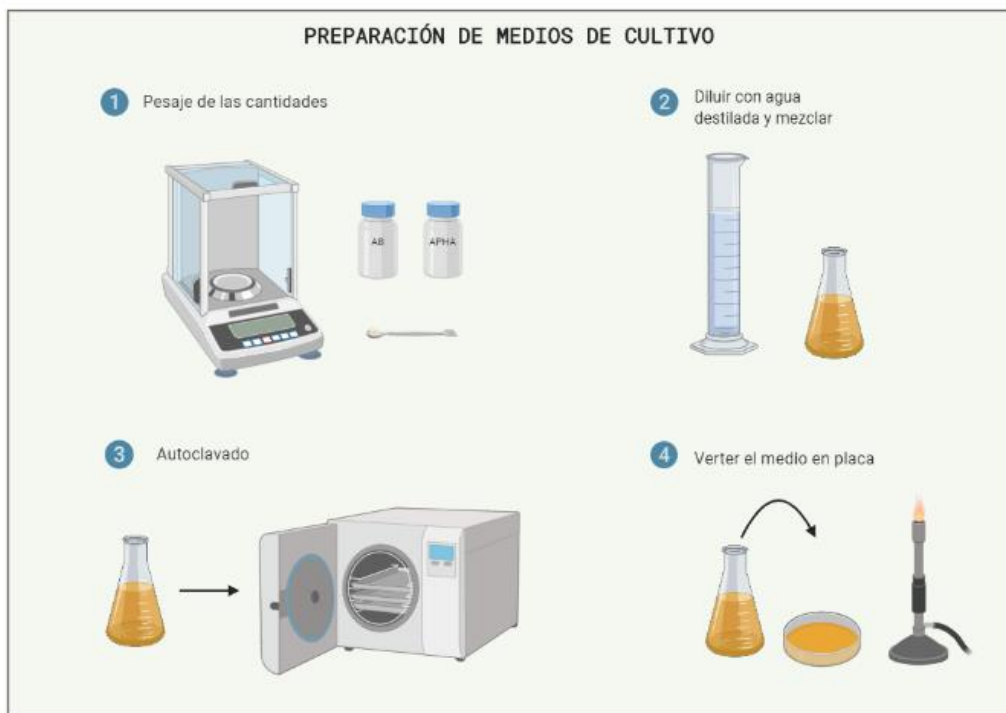 PREPARACIÓN DE MEDIOS DE CULTIVO
1 Pesaje de las cantidades
2 Diluir con agua
destilada y mezclar
AB
APHA
3 Autoclavado
4 Verter el medio en placa